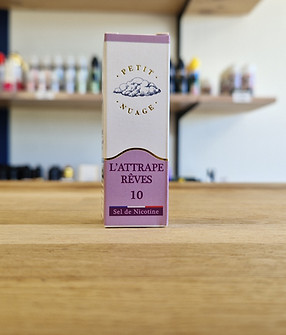 · PETIT ·
NUAGE
L'ATTRAPE
RÊVES
10
Sel de Nicotine